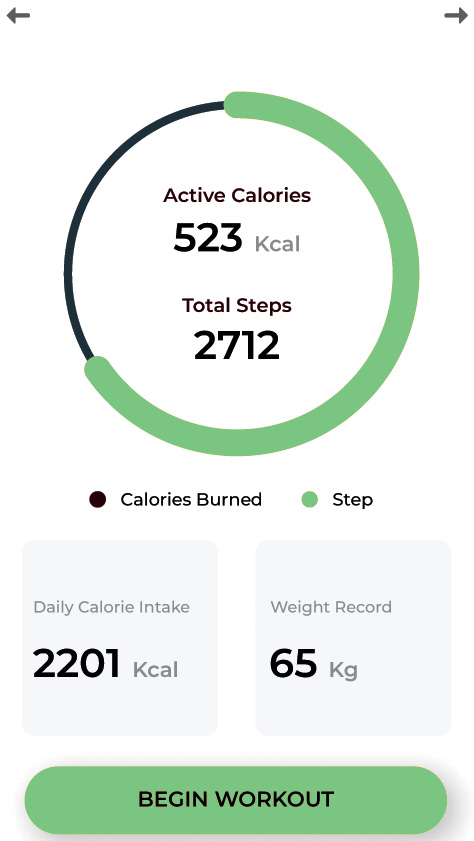 Active Calories
523 Kcal
Total Steps
2712
Calories Burned Step
Daily Calorie Intake Weight Record
2201 Kcal 65 Kg
BEGIN WORKOUT